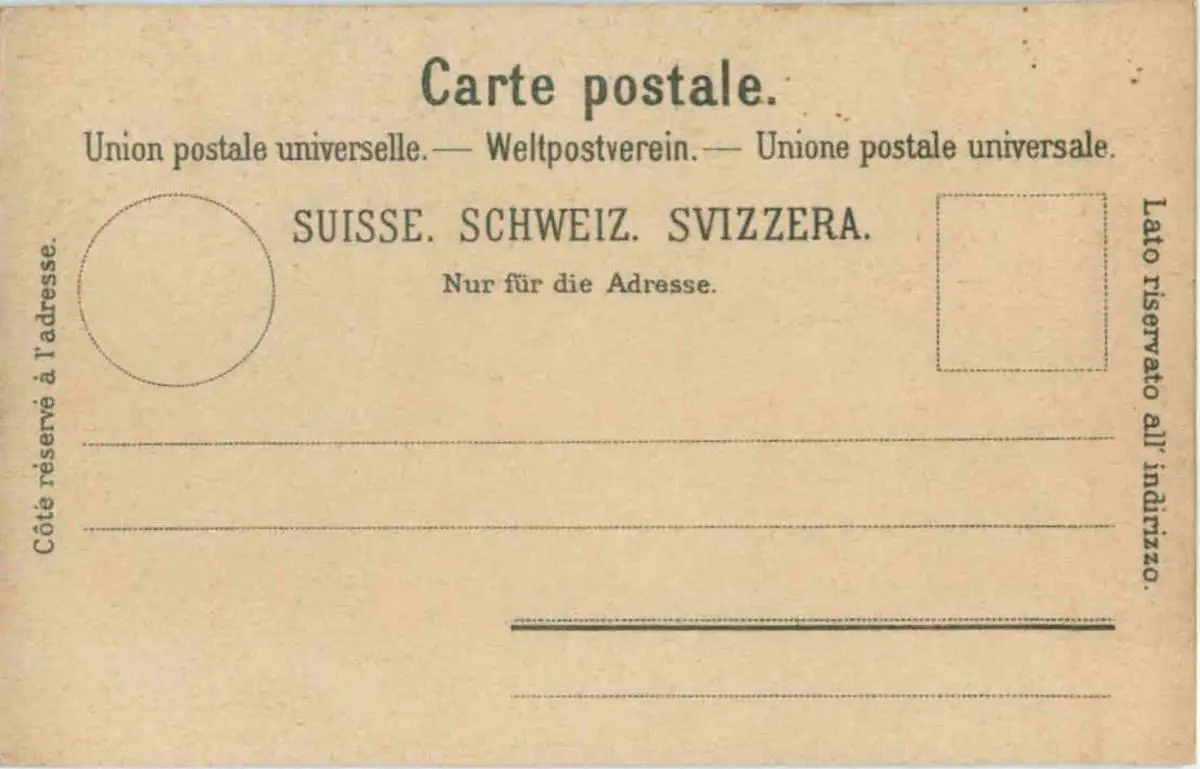 Carte postale.
Union postale universelle.— Weltpostverein.— Unione postale universale.
SUISSE. SCHWEIZ. SVIZZERA.
Nur für die Adresse.
Côté réservé à l'adresse.
Lato riservato all' indirizzo.